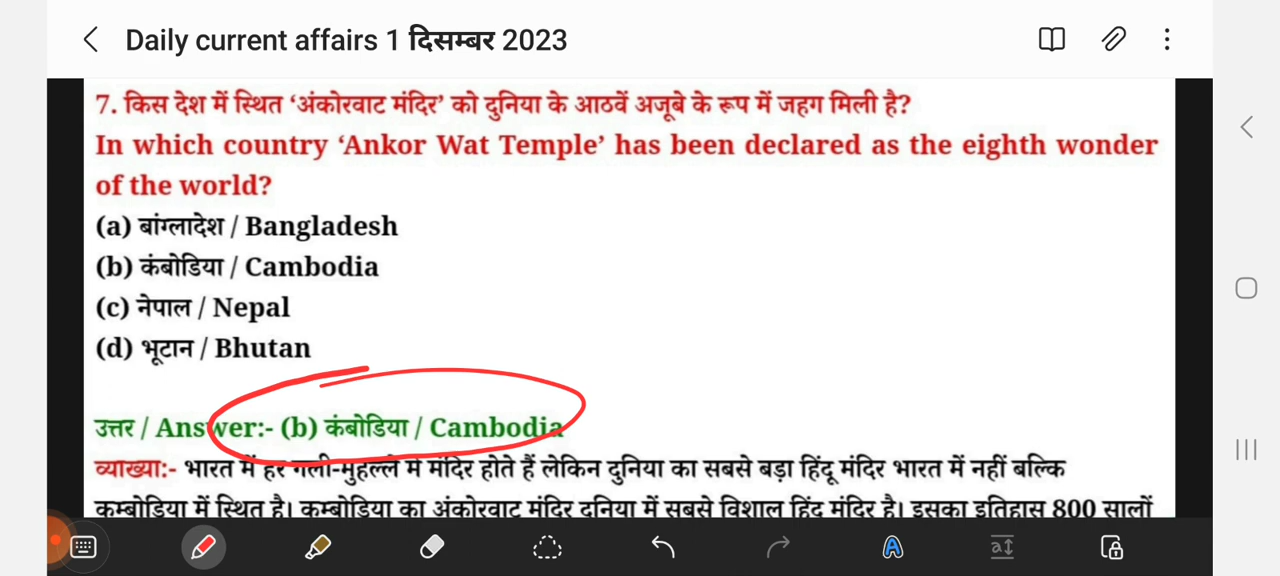 Daily current affairs 1 दिसम्बर 2023
7. किस देश में स्थित ‘अंकोरवाट मंदिर’ को दुनिया के आठवें अजूबे के रूप में जहग मिली है?
In which country ‘Ankor Wat Temple’ has been declared as the eighth wonder
of the world?
(a) बांग्लादेश / Bangladesh
(b) कंबोडिया / Cambodia
(c) नेपाल / Nepal
(d) भूटान / Bhutan
उत्तर / Answer:- (b) कंबोडिया / Cambodia
व्याख्या:- भारत में हर गली-मुहल्ले में मंदिर होते हैं लेकिन दुनिया का सबसे बड़ा हिंदू मंदिर भारत में नहीं बल्कि
कम्बोडिया में स्थित है। कम्बोडिया का अंकोरवाट मंदिर दुनिया में सबसे विशाल हिंदू मंदिर है। इसका इतिहास 800 सालों